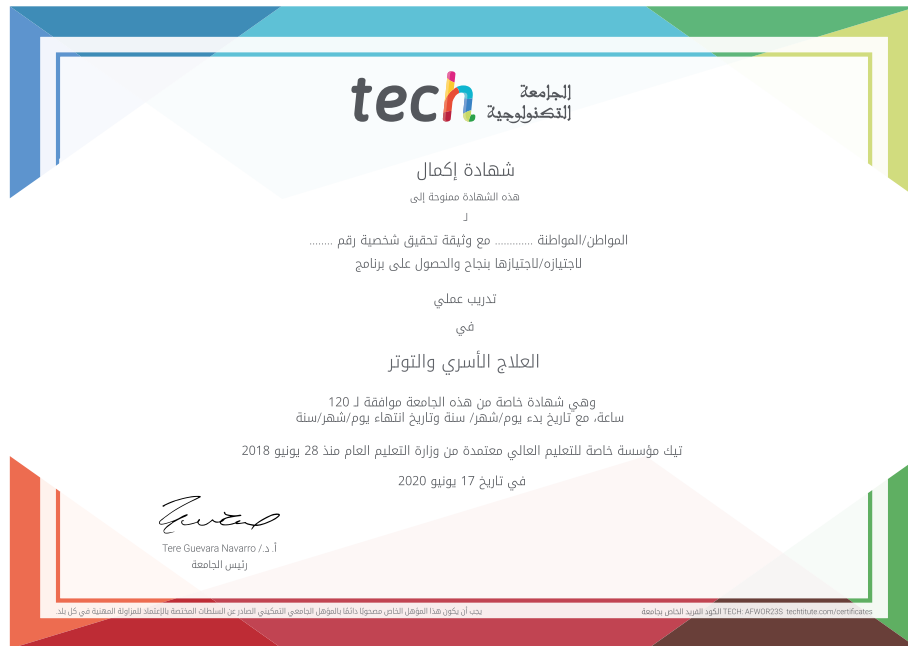 tech الجامعة
التكنولوجية
شهادة إكمال
هذه الشهادة ممنوحة إلى
لـ
المواطن/المواطنة ............. مع وثيقة تحقيق شخصية رقم ........
لاجتيازه/لاجتيازها بنجاح والحصول على برنامج
تدريب عملي
في
العلاج الأسري والتوتر
وهي شهادة خاصة من هذه الجامعة موافقة لـ 120
ساعة، مع تاريخ بدء يوم/شهر/ سنة وتاريخ انتهاء يوم/شهر/سنة
تيك مؤسسة خاصة للتعليم العالي معتمدة من وزارة التعليم العام منذ 28 يونيو 2018
في تاريخ 17 يونيو 2020
أ.د./ Tere Guevara Navarro
رئيس الجامعة
يجب أن يكون هذا المؤهل الخاص مصحوبًا دائمًا بالمؤهل الجامعي التمكيني الصادر عن السلطات المختصة بالإعتماد للمزاولة المهنية في كل بلد.
الكود الفريد الخاص بجامعة TECH: AFWOR23S techtitute.com/certificates